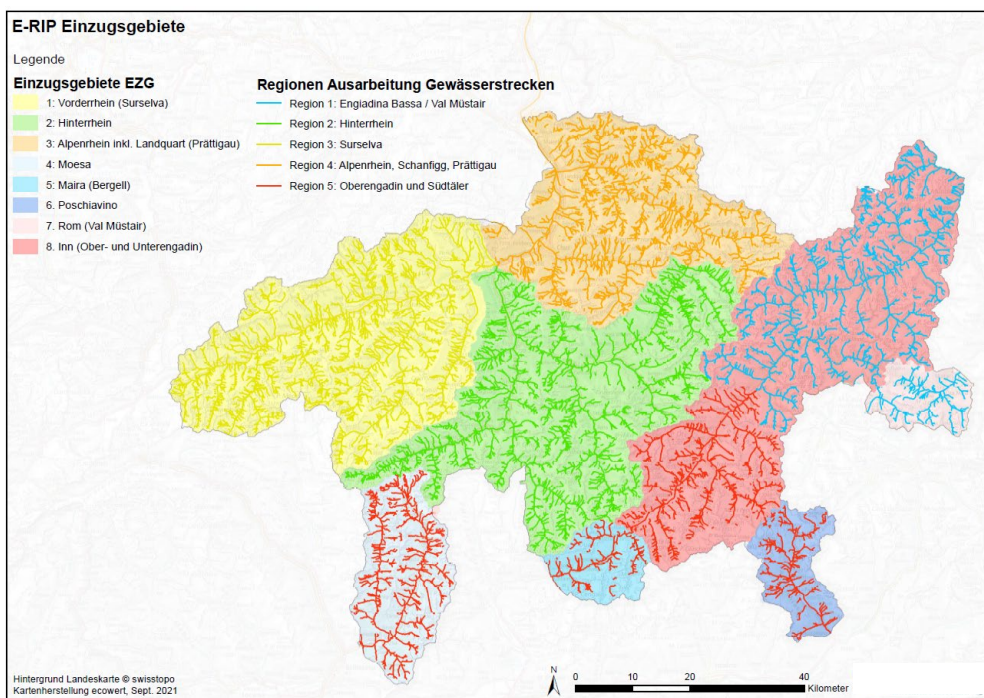 E-RIP Einzugsgebiete
Legende
Einzugsgebiete EZG
1: Vorderrhein (Surselva)
2: Hinterrhein
3: Alpenrhein inkl. Landquart (Prättigau)
4: Moesa
5: Maira (Bergell)
6: Poschiavino
7. Rom (Val Müstair)
8. Inn (Ober- und Unterengadin)
Regionen Ausarbeitung Gewässerstrecken
Region 1: Engiadina Bassa / Val Müstair
Region 2: Hinterrhein
Region 3: Surselva
Region 4: Alpenrhein, Schanfigg, Prättigau
Region 5: Oberengadin und Südtäler
Hintergrund Landeskarte © swisstopo
Kartenherstellung ecowert, Sept. 2021
N
0 10 20 40
Kilometer